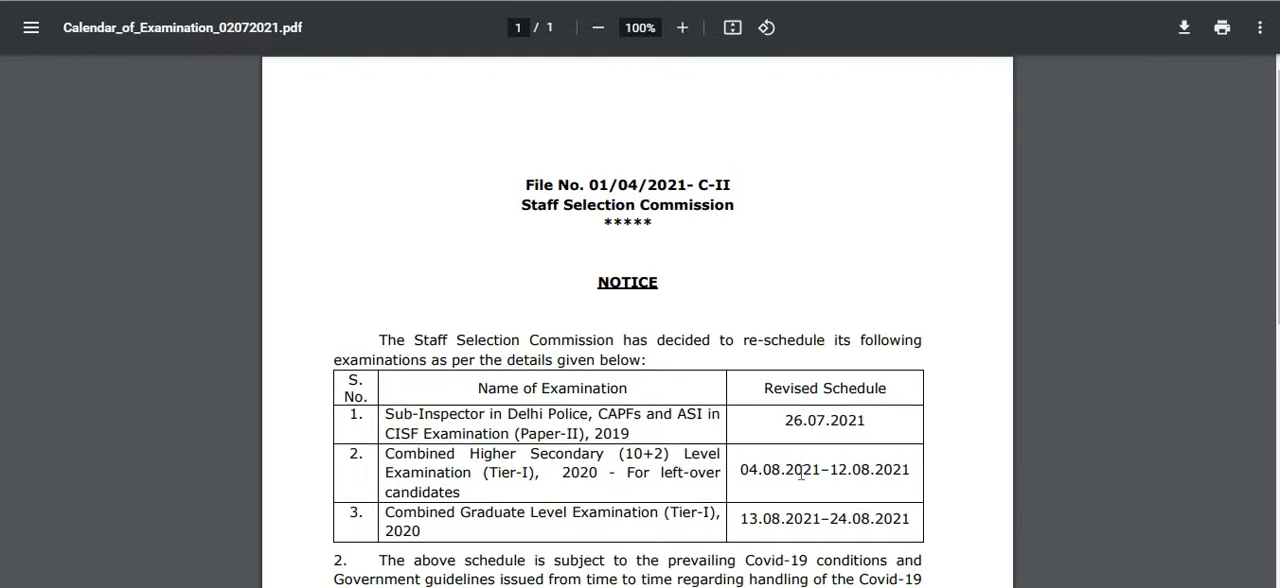 Calendar_of_Examination_02072021.pdf
1 / 1
100%
File No. 01/04/2021- C-II
Staff Selection Commission
*****
NOTICE
The Staff Selection Commission has decided to re-schedule its following
examinations as per the details given below:
S. No. Name of Examination Revised Schedule
1. Sub-Inspector in Delhi Police, CAPFs and ASI in
CISF Examination (Paper-II), 2019
26.07.2021
2. Combined Higher Secondary (10+2) Level
Examination (Tier-I), 2020 - For left-over
candidates
04.08.2021–12.08.2021
3. Combined Graduate Level Examination (Tier-I),
2020
13.08.2021–24.08.2021
2. The above schedule is subject to the prevailing Covid-19 conditions and
Government guidelines issued from time to time regarding handling of the Covid-19